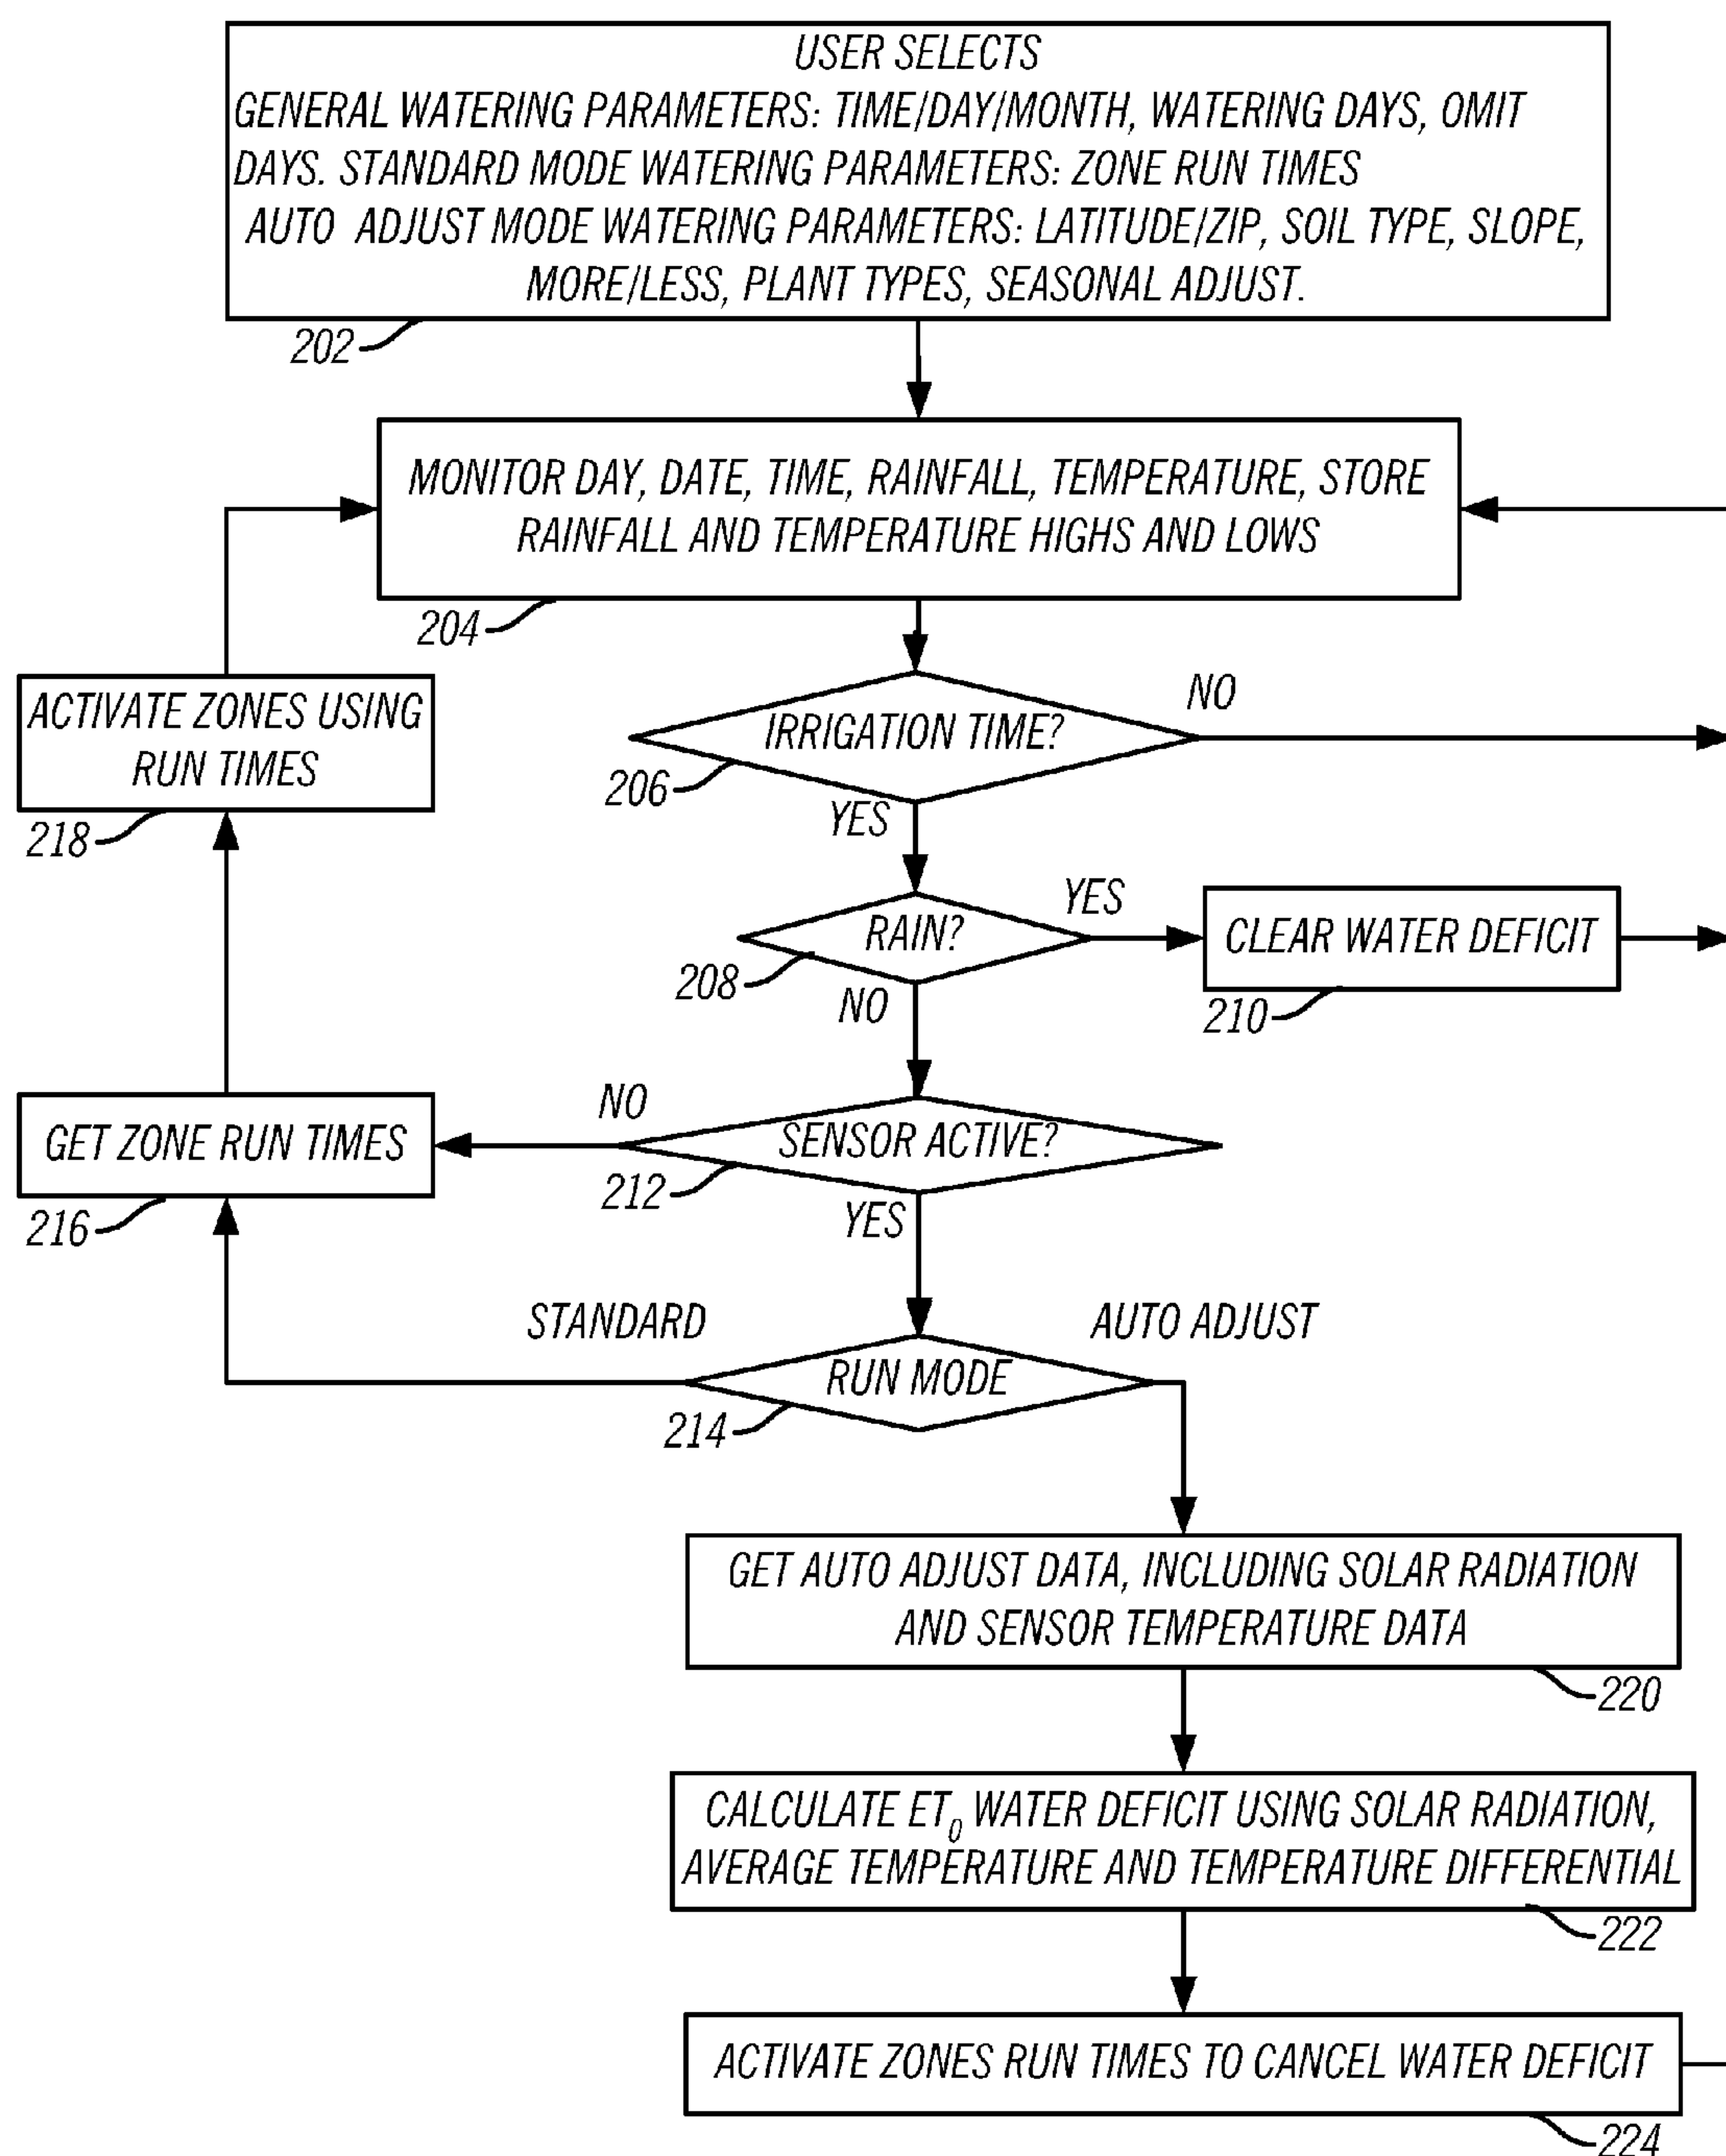 USER SELECTS
GENERAL WATERING PARAMETERS: TIME/DAY/MONTH, WATERING DAYS, OMIT
DAYS. STANDARD MODE WATERING PARAMETERS: ZONE RUN TIMES
AUTO ADJUST MODE WATERING PARAMETERS: LATITUDE/ZIP, SOIL TYPE, SLOPE,
MORE/LESS, PLANT TYPES, SEASONAL ADJUST.
202
MONITOR DAY, DATE, TIME, RAINFALL, TEMPERATURE, STORE
RAINFALL AND TEMPERATURE HIGHS AND LOWS
204
ACTIVATE ZONES USING
RUN TIMES
218
IRRIGATION TIME?
NO
206
YES
RAIN?
YES
208
NO
CLEAR WATER DEFICIT
210
GET ZONE RUN TIMES
216
NO
SENSOR ACTIVE?
212
YES
STANDARD
AUTO ADJUST
RUN MODE
214
GET AUTO ADJUST DATA, INCLUDING SOLAR RADIATION
AND SENSOR TEMPERATURE DATA
220
CALCULATE ET0 WATER DEFICIT USING SOLAR RADIATION,
AVERAGE TEMPERATURE AND TEMPERATURE DIFFERENTIAL
222
ACTIVATE ZONES RUN TIMES TO CANCEL WATER DEFICIT
224